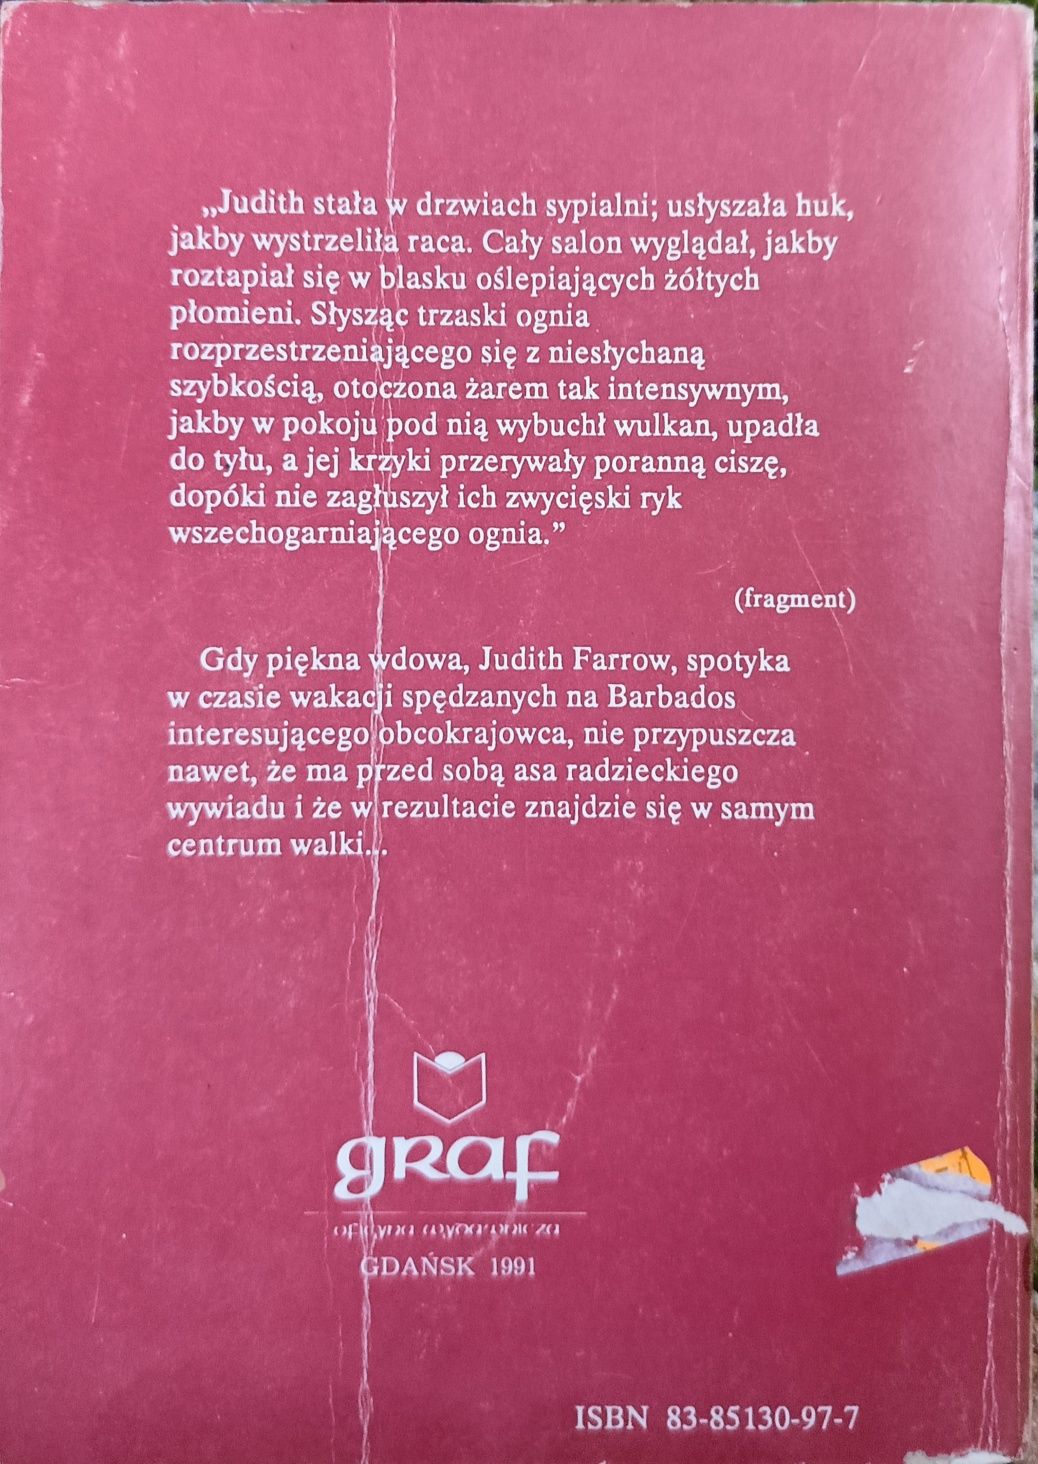 „Judith stała w drzwiach sypialni; usłyszała huk,
jakby wystrzeliła raca. Cały salon wyglądał, jakby
roztapiał się w blasku oślepiających żółtych
płomieni. Słysząc trzaski ognia
rozprzestrzeniającego się z niesłychaną
szybkością, otoczona żarem tak intensywnym,
jakby w pokoju pod nią wybuchł wulkan, upadła
do tyłu, a jej krzyki przerywały poranną ciszę,
dopóki nie zagłuszył ich zwycięski ryk
wszechogarniającego ognia.”
(fragment)
Gdy piękna wdowa, Judith Farrow, spotyka
w czasie wakacji spędzanych na Barbados
interesującego obcokrajowca, nie przypuszcza
nawet, że ma przed sobą asa radzieckiego
wywiadu i że w rezultacie znajdzie się w samym
centrum walki...
graf
oficyna wydawnicza
GDAŃSK 1991
ISBN 83-85130-97-7